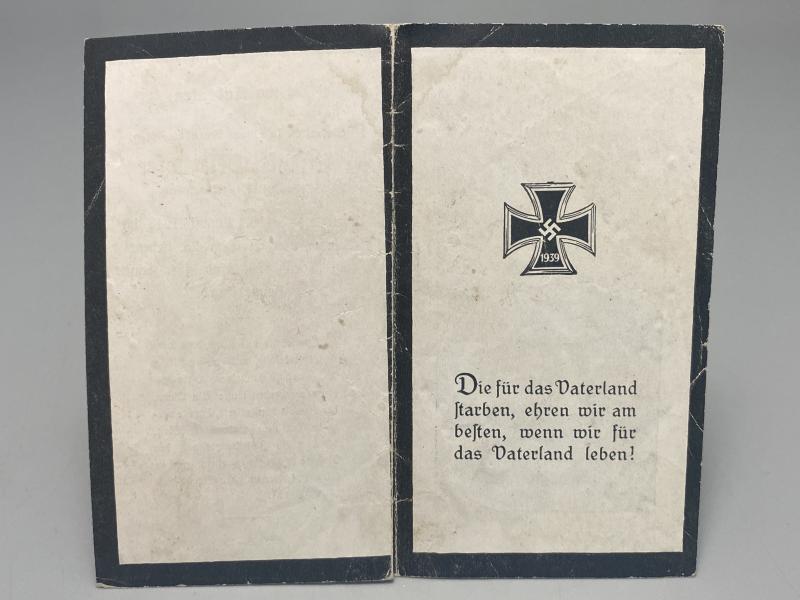 1939
Die für das Vaterland
ſtarben, ehren wir am
beſten, wenn wir für
das Vaterland leben!